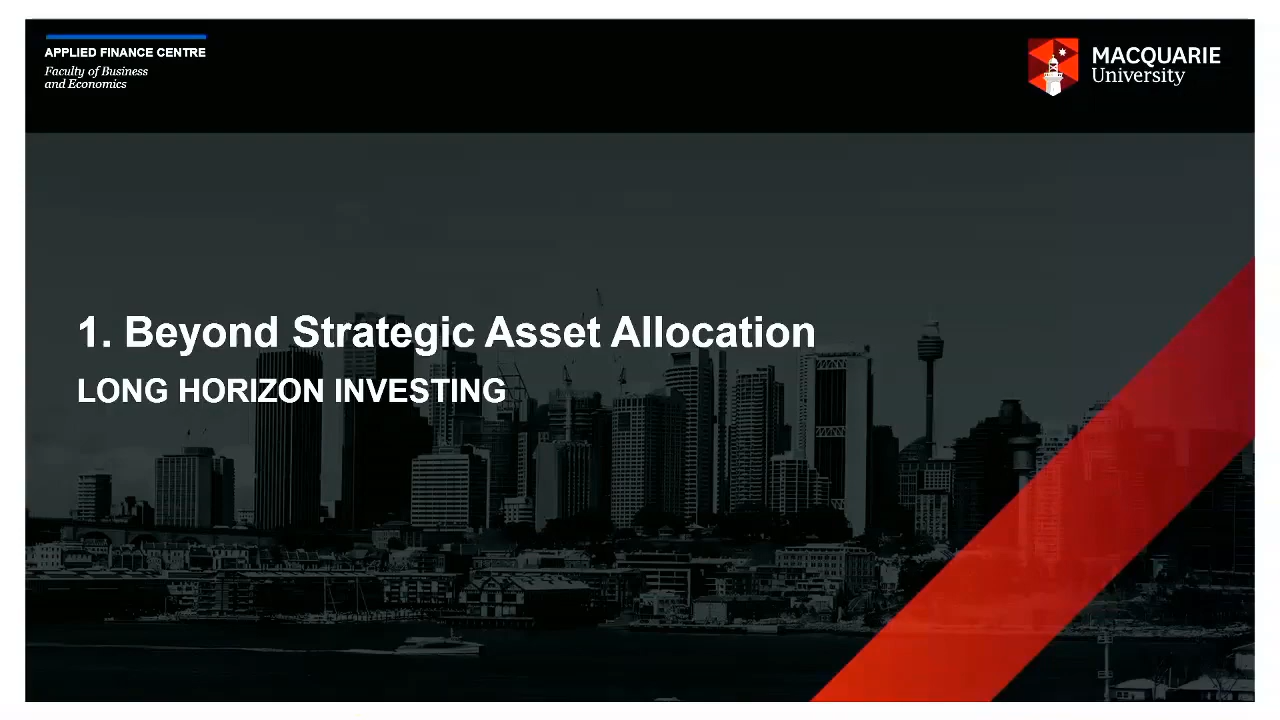 APPLIED FINANCE CENTRE
Faculty of Business
and Economics
MACQUARIE
University
1. Beyond Strategic Asset Allocation
LONG HORIZON INVESTING